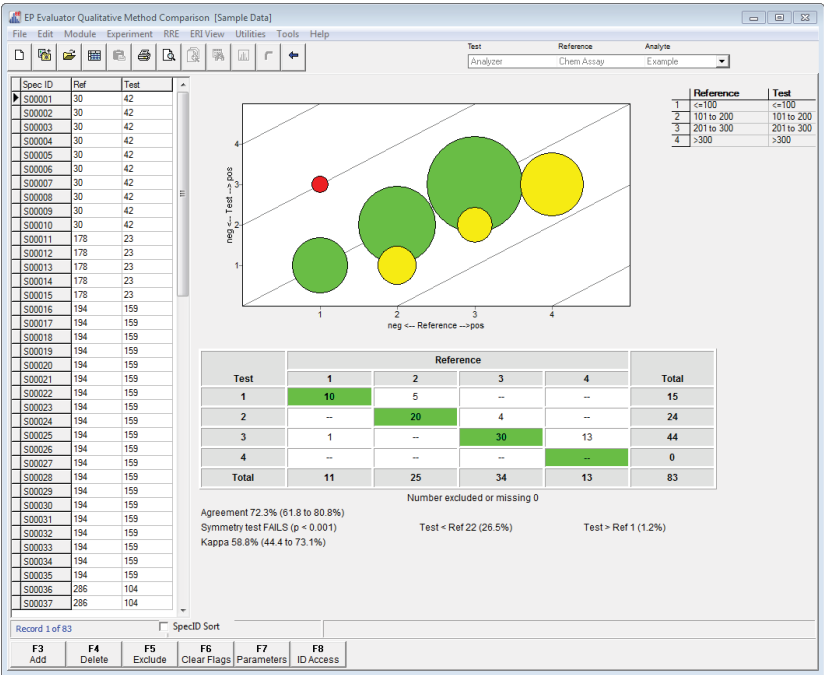 EP Evaluator Qualitative Method Comparison [Sample Data]
File Edit Module Experiment RRE ERI View Utilities Tools Help
Test Reference Analyte
Analyzer Chem Assay Example
Spec ID Ref Test
S00001 30 42
S00002 30 42
S00003 30 42
S00004 30 42
S00005 30 42
S00006 30 42
S00007 30 42
S00008 30 42
S00009 30 42
S00010 30 42
S00011 178 23
S00012 178 23
S00013 178 23
S00014 178 23
S00015 178 23
S00016 194 159
S00017 194 159
S00018 194 159
S00019 194 159
S00020 194 159
S00021 194 159
S00022 194 159
S00023 194 159
S00024 194 159
S00025 194 159
S00026 194 159
S00027 194 159
S00028 194 159
S00029 194 159
S00030 194 159
S00031 194 159
S00032 194 159
S00033 194 159
S00034 194 159
S00035 194 159
S00036 286 104
S00037 286 104
Reference Test
1 <=100 <=100
2 101 to 200 101 to 200
3 201 to 300 201 to 300
4 >300 >300
neg <-- Test --> pos
4
3
2
1
1 2 3 4
neg <-- Reference -->pos
Reference
Test 1 2 3 4 Total
1 10 5 -- -- 15
2 -- 20 4 -- 24
3 1 -- 30 13 44
4 -- -- -- -- 0
Total 11 25 34 13 83
Number excluded or missing 0
Agreement 72.3% (61.8 to 80.8%)
Symmetry test FAILS (p < 0.001) Test < Ref 22 (26.5%) Test > Ref 1 (1.2%)
Kappa 58.8% (44.4 to 73.1%)
Record 1 of 83 SpecID Sort
F3 F4 F5 F6 F7 F8
Add Delete Exclude Clear Flags Parameters ID Access